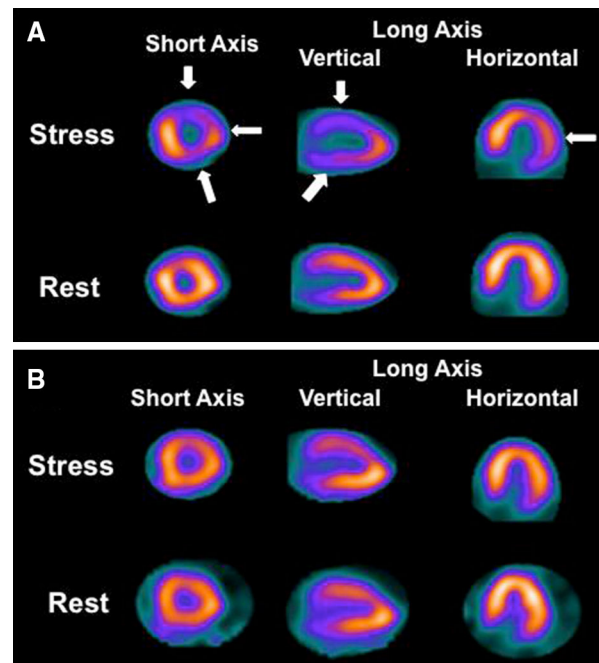 A
Long Axis
Short Axis
Vertical
Horizontal
Stress
Rest
B
Long Axis
Short Axis
Vertical
Horizontal
Stress
Rest